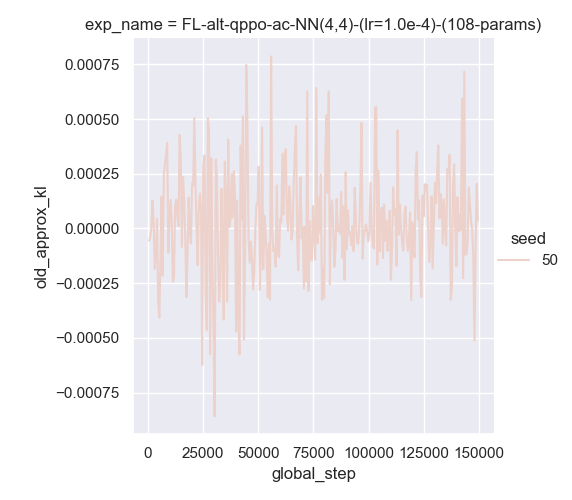 exp_name = FL-alt-qppo-ac-NN(4,4)-(lr=1.0e-4)-(108-params)
0.00075
0.00050
0.00025
0.00000
−0.00025
−0.00050
−0.00075
old_approx_kl
0 25000 50000 75000 100000 125000 150000
global_step
seed
50